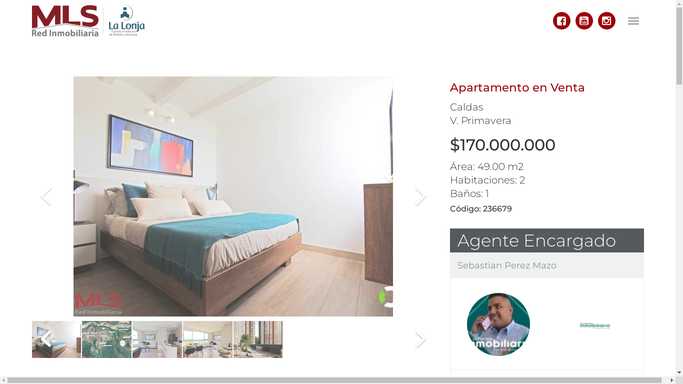 MLS
Red Inmobiliaria
La Lonja
Apartamento en Venta
Caldas
V. Primavera
$170.000.000
Área: 49.00 m2
Habitaciones: 2
Baños: 1
Código: 236679
Agente Encargado
Sebastian Perez Mazo
MLS
Red Inmobiliaria